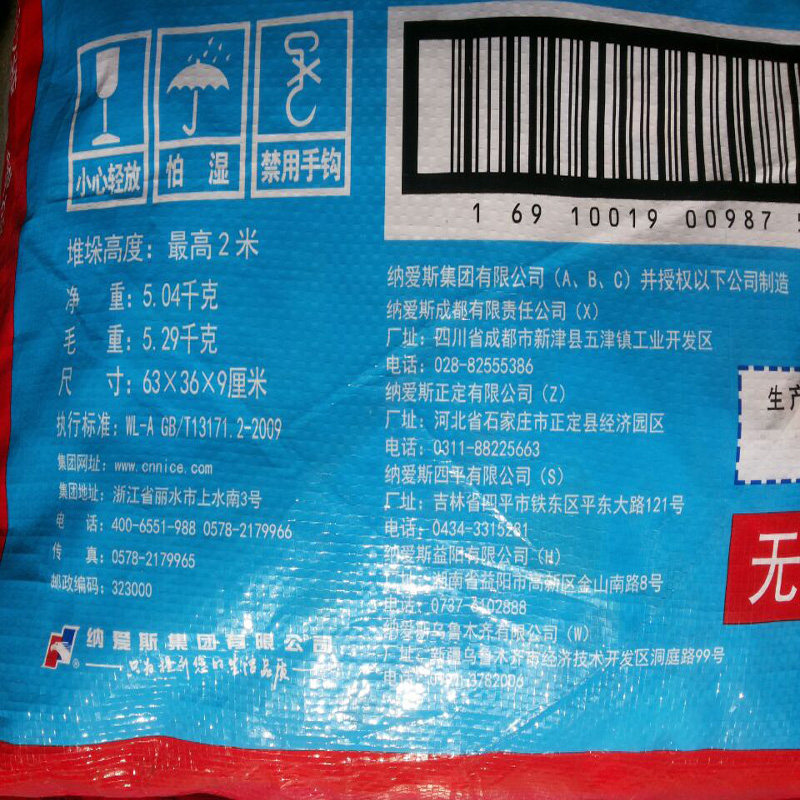 小心轻放
怕 湿
禁用手钩
1 69 10019 00987
堆垛高度：最高2米
净 重：5.04千克
毛 重：5.29千克
尺 寸：63×36×9厘米
执行标准：WL-A GB/T13171.2-2009
集团网址：www.cnnice.com
集团地址：浙江省丽水市上水南3号
电 话：400-6551-988 0578-2179966
传 真：0578-2179965
邮政编码：323000
纳爱斯集团有限公司
只为提升您的生活品质
纳爱斯集团有限公司（A、B、C）并授权以下公司制造
纳爱斯成都有限责任公司（X）
厂址：四川省成都市新津县五津镇工业开发区
电话：028-82555386
纳爱斯正定有限公司（Z）
厂址：河北省石家庄市正定县经济园区
电话：0311-88225663
纳爱斯四平有限公司（S）
厂址：吉林省四平市铁东区平东大路121号
电话：0434-3315281
纳爱斯益阳有限公司（H）
厂址：湖南省益阳市高新区金山南路8号
电话：0737-6102888
纳爱斯乌鲁木齐有限公司（W）
厂址：新疆乌鲁木齐市经济技术开发区洞庭路99号
电话：0991-3782006
生产
无